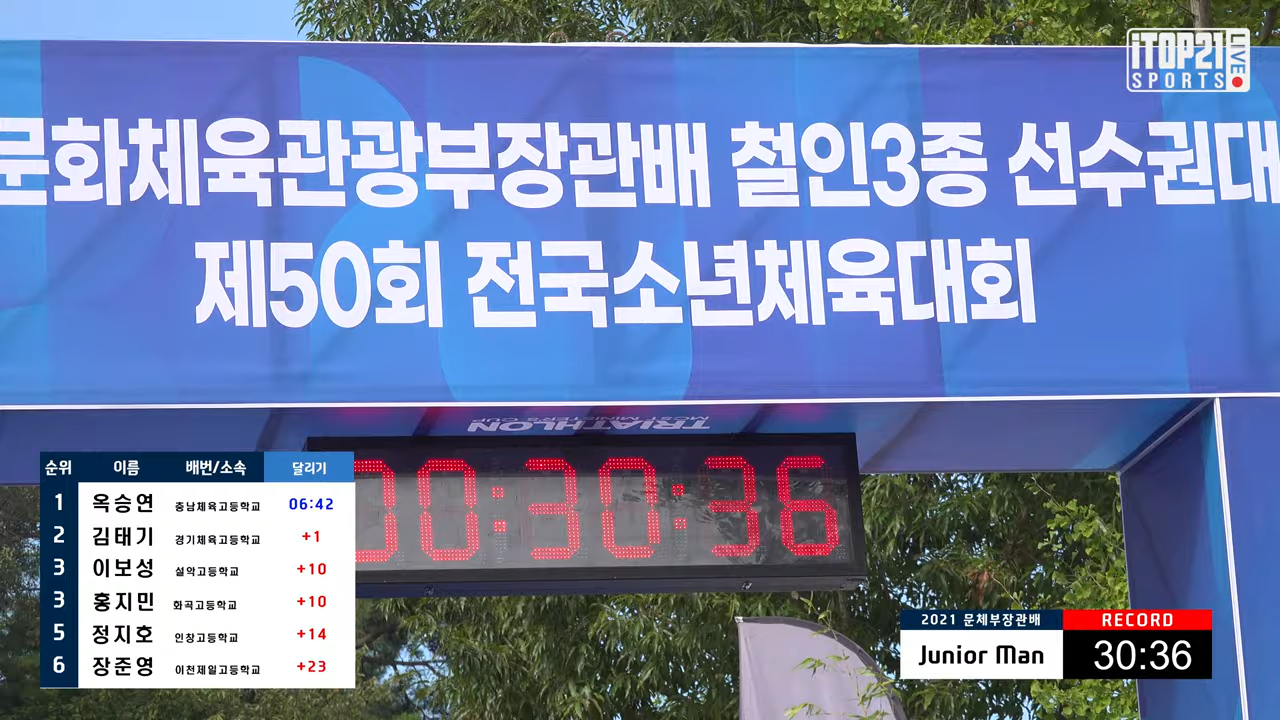 iTOP21
SPORTS
LIVE
문화체육관광부장관배 철인3종 선수권대
제50회 전국소년체육대회
TRIATHLON
MCST MINISTER'S CUP
00:30:36
순위 이름 배번/소속 달리기
1 옥승연 충남체육고등학교 06:42
2 김태기 경기체육고등학교 +1
3 이보성 설악고등학교 +10
3 홍지민 화곡고등학교 +10
5 정지호 인창고등학교 +14
6 장준영 이천제일고등학교 +23
2021 문체부장관배 RECORD
Junior Man 30:36